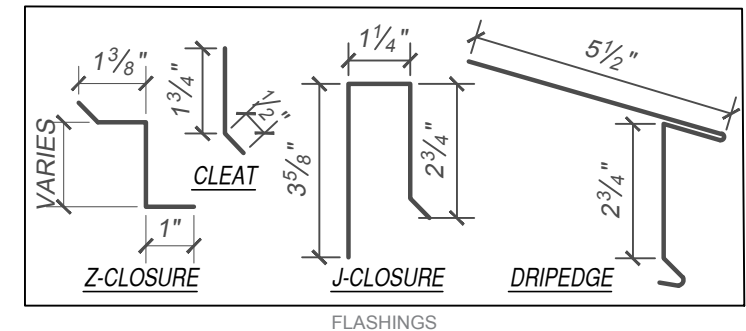 1 3/8"
VARIES
1"
Z-CLOSURE
1 3/4"
1/2"
CLEAT
1 1/4"
3 5/8"
2 3/4"
J-CLOSURE
5 1/2"
2 3/4"
DRIPEDGE
FLASHINGS